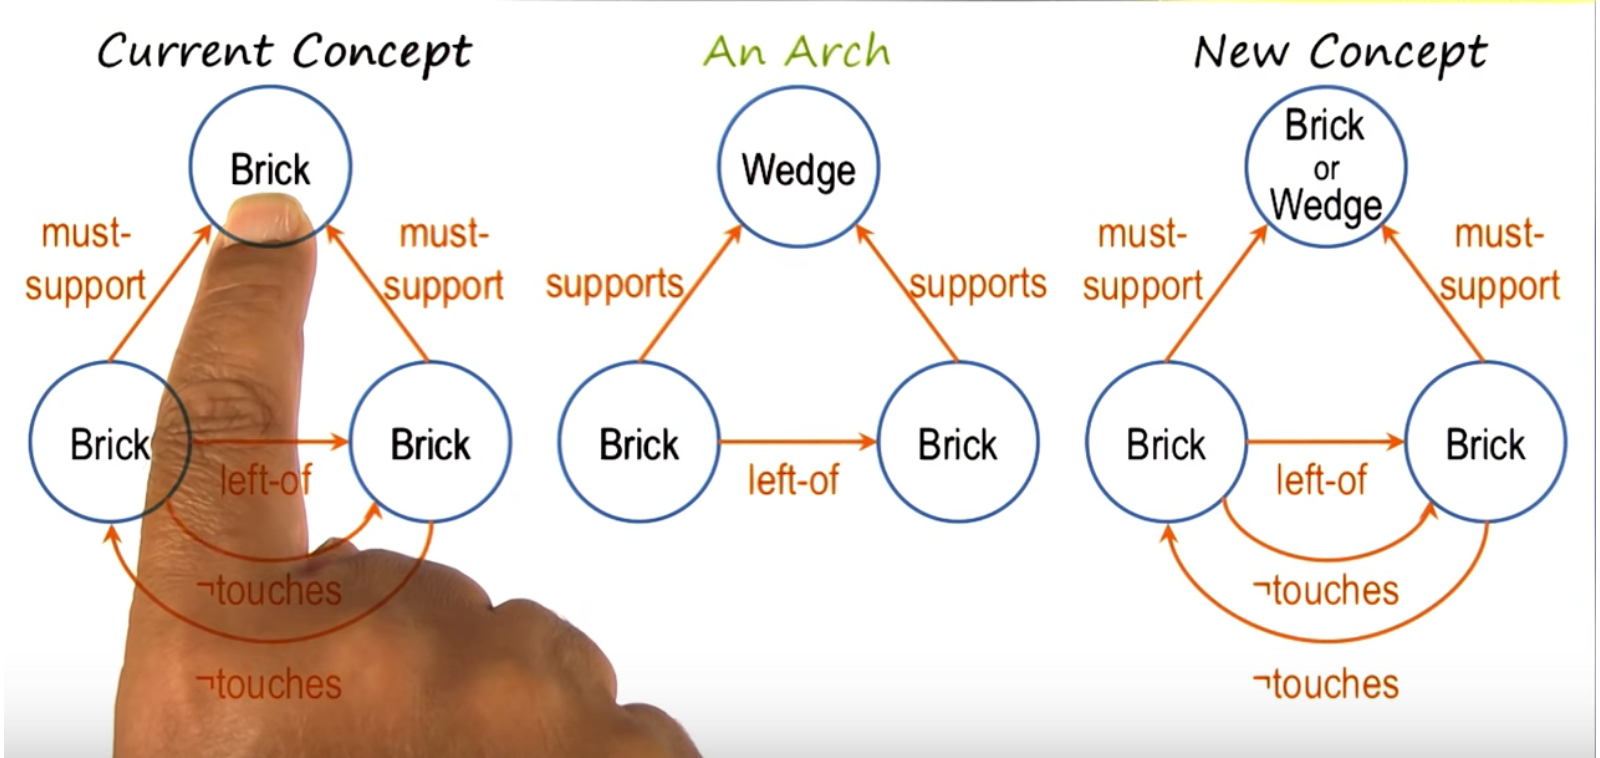 Current Concept
Brick
must-
support
must-
support
Brick
left-of
Brick
¬touches
¬touches
An Arch
Wedge
supports
supports
Brick
left-of
Brick
New Concept
Brick
or
Wedge
must-
support
must-
support
Brick
left-of
Brick
¬touches
¬touches